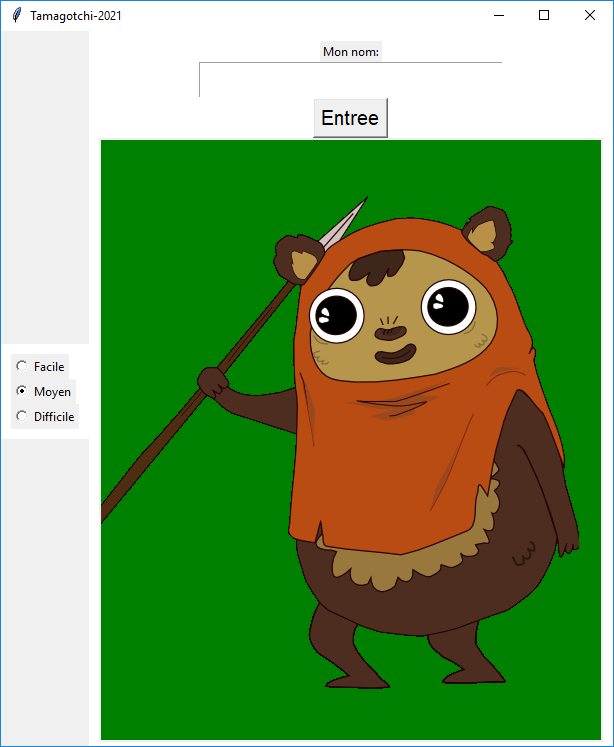 Tamagotchi-2021
Mon nom:
Entree
Facile
Moyen
Difficile